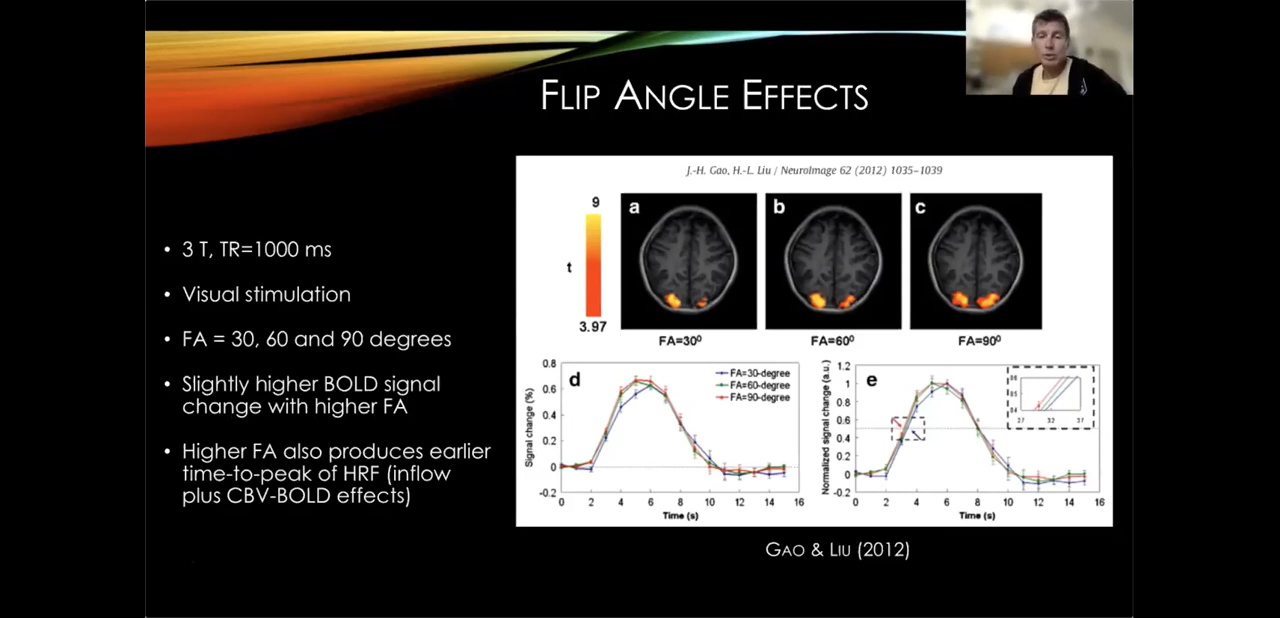 FLIP ANGLE EFFECTS
• 3 T, TR=1000 ms
• Visual stimulation
• FA = 30, 60 and 90 degrees
• Slightly higher BOLD signal
change with higher FA
• Higher FA also produces earlier
time-to-peak of HRF (inflow
plus CBV-BOLD effects)
J.-H. Gao, H.-L. Liu / NeuroImage 62 (2012) 1035–1039
9
t
3.97
a
b
c
FA=30⁰
FA=60⁰
FA=90⁰
d
Signal change (%)
0.8
0.6
0.4
0.2
0
-0.2
FA=30-degree
FA=60-degree
FA=90-degree
0 2 4 6 8 10 12 14 16
Time (s)
e
Normalized signal change (a.u.)
1.2
1
0.8
0.6
0.4
0.2
0
-0.2
0 2 4 6 8 10 12 14 16
Time (s)
GAO & LIU (2012)